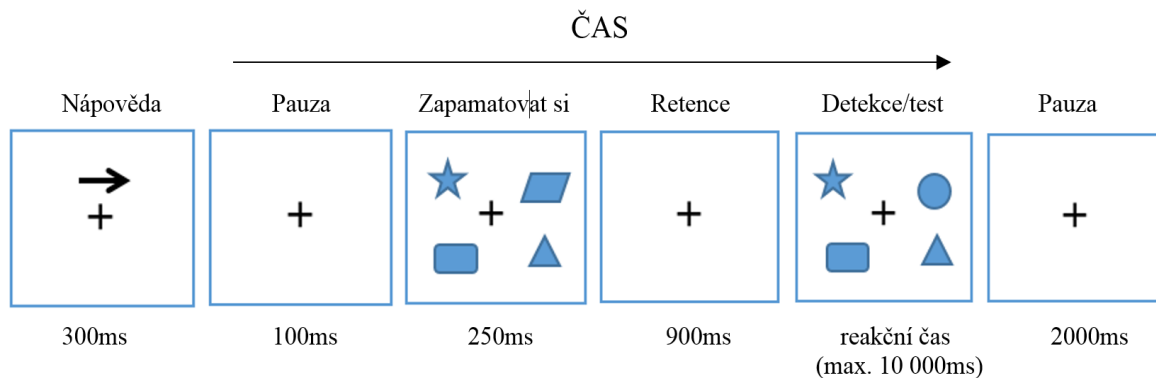 ČAS
Nápověda Pauza Zapamatovat si Retence Detekce/test Pauza
300ms 100ms 250ms 900ms reakční čas 2000ms
(max. 10 000ms)